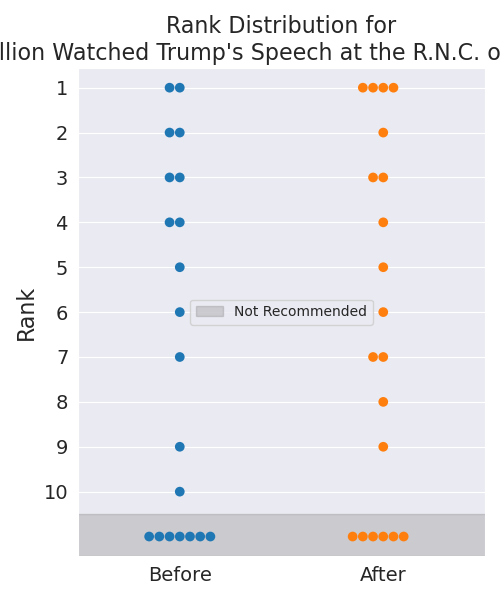 Rank Distribution for
llion Watched Trump's Speech at the R.N.C. o
1
2
3
4
5
6
7
8
9
10
Rank
Not Recommended
Before
After